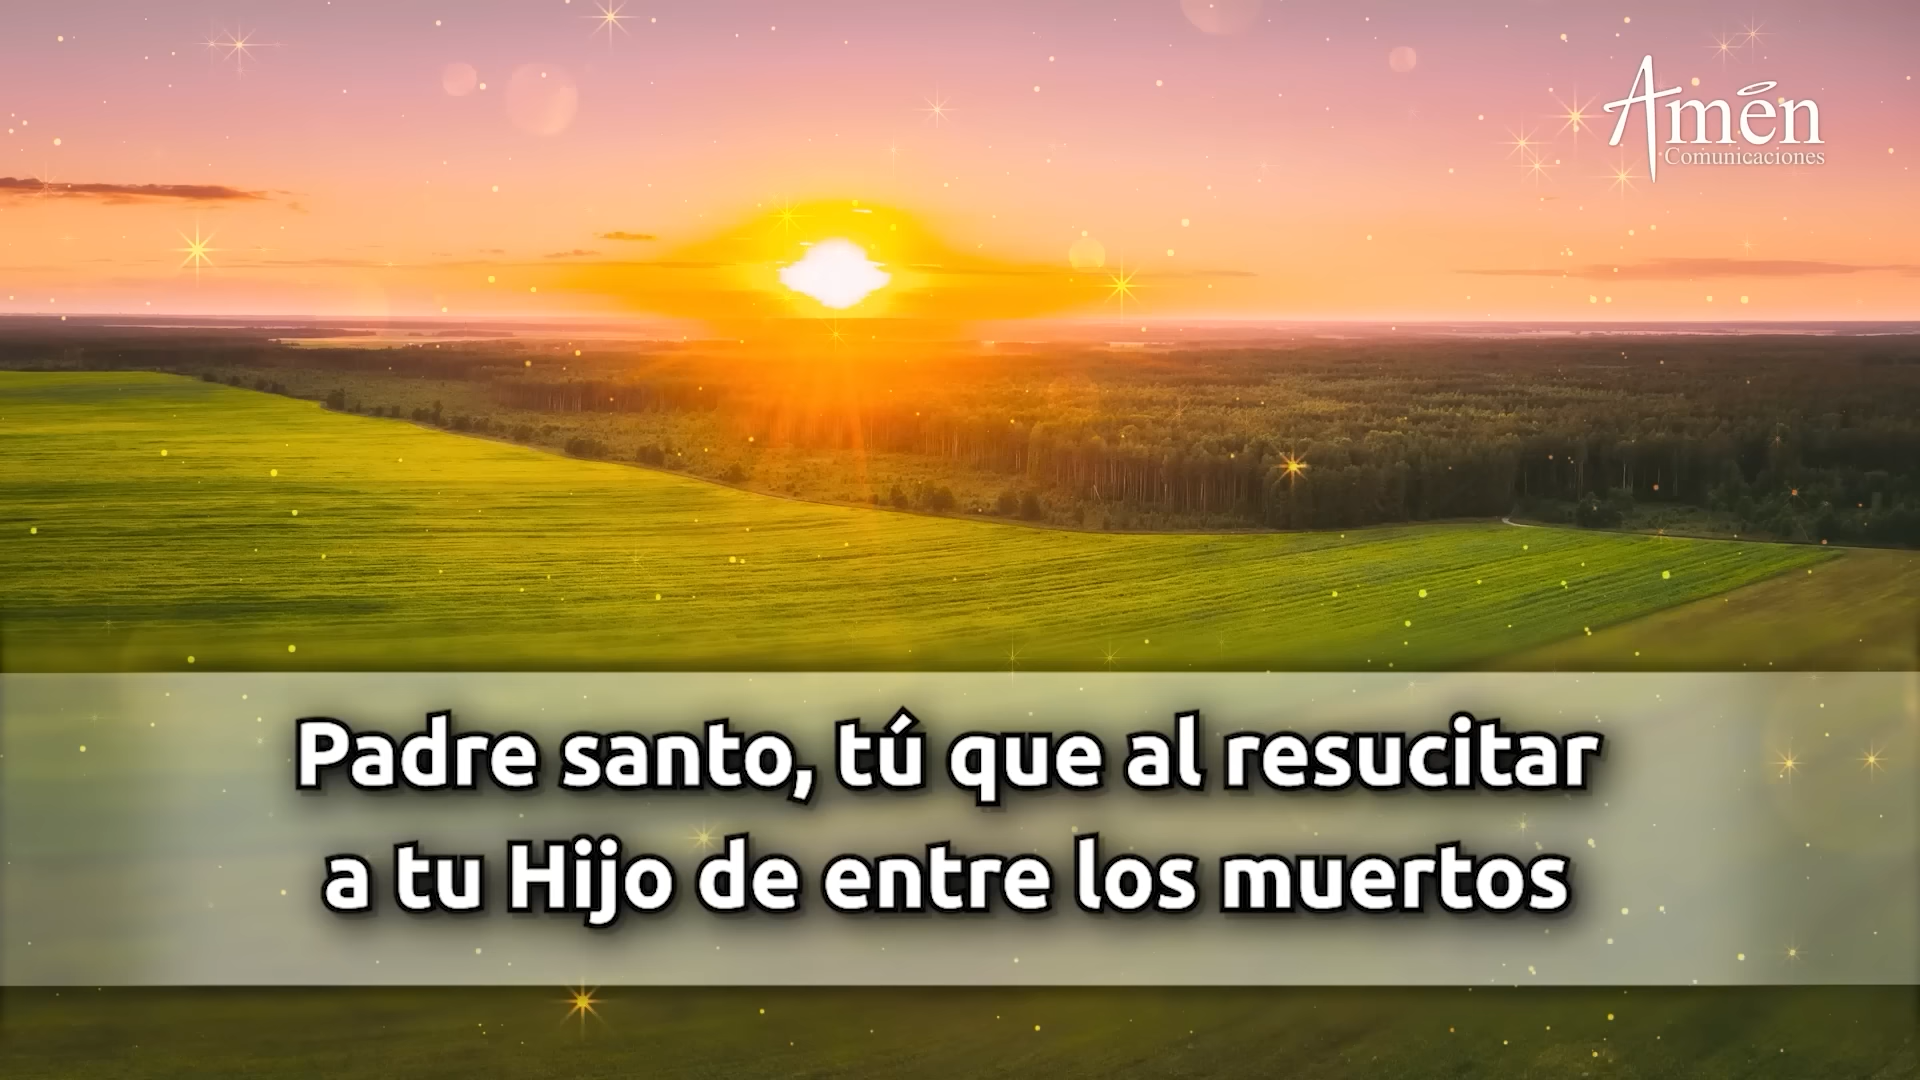 Amén
Comunicaciones
Padre santo, tú que al resucitar
a tu Hijo de entre los muertos